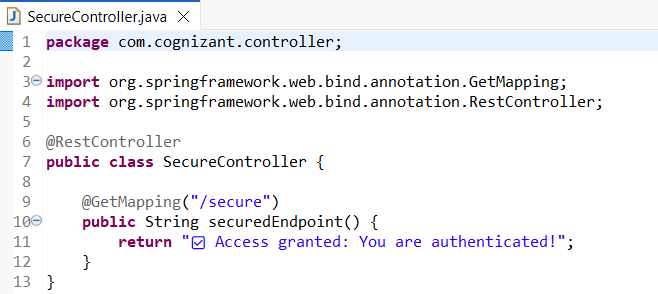 SecureController.java
1 package com.cognizant.controller;
2
3 import org.springframework.web.bind.annotation.GetMapping;
4 import org.springframework.web.bind.annotation.RestController;
5
6 @RestController
7 public class SecureController {
8
9 @GetMapping("/secure")
10 public String securedEndpoint() {
11 return "☑ Access granted: You are authenticated!";
12 }
13 }